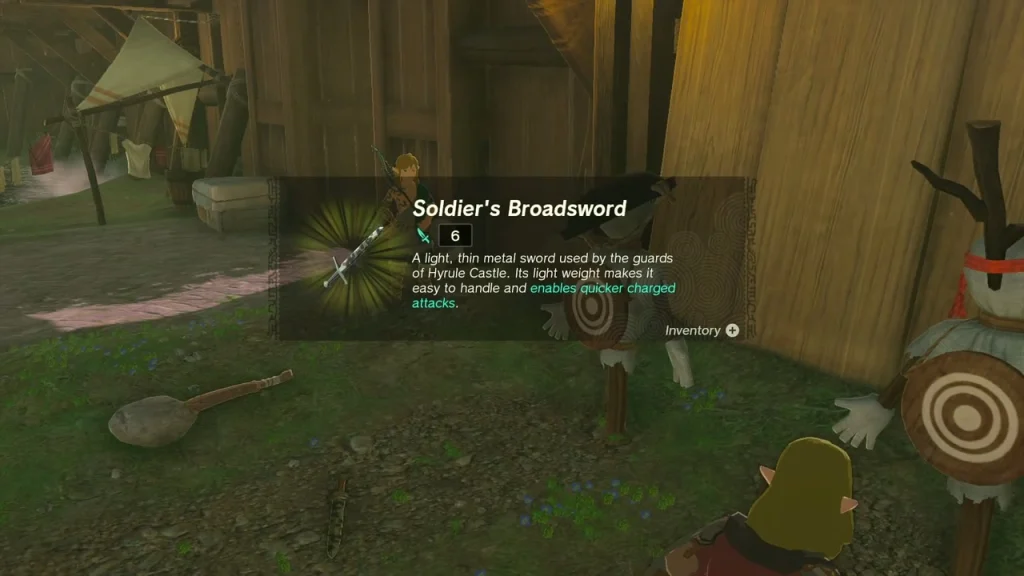 Soldier's Broadsword
6
A light, thin metal sword used by the guards
of Hyrule Castle. Its light weight makes it
easy to handle and enables quicker charged
attacks.
Inventory